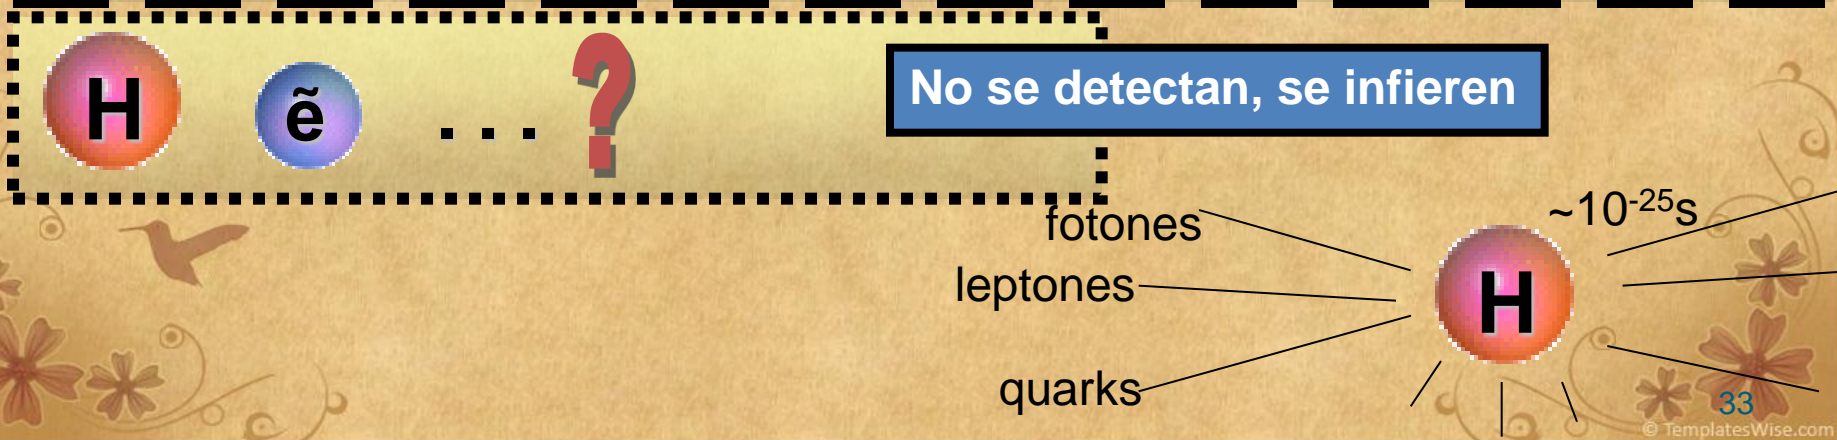 H ẽ ... ?
No se detectan, se infieren
fotones
~10⁻²⁵s
leptones
H
quarks
33
© TemplatesWise.com